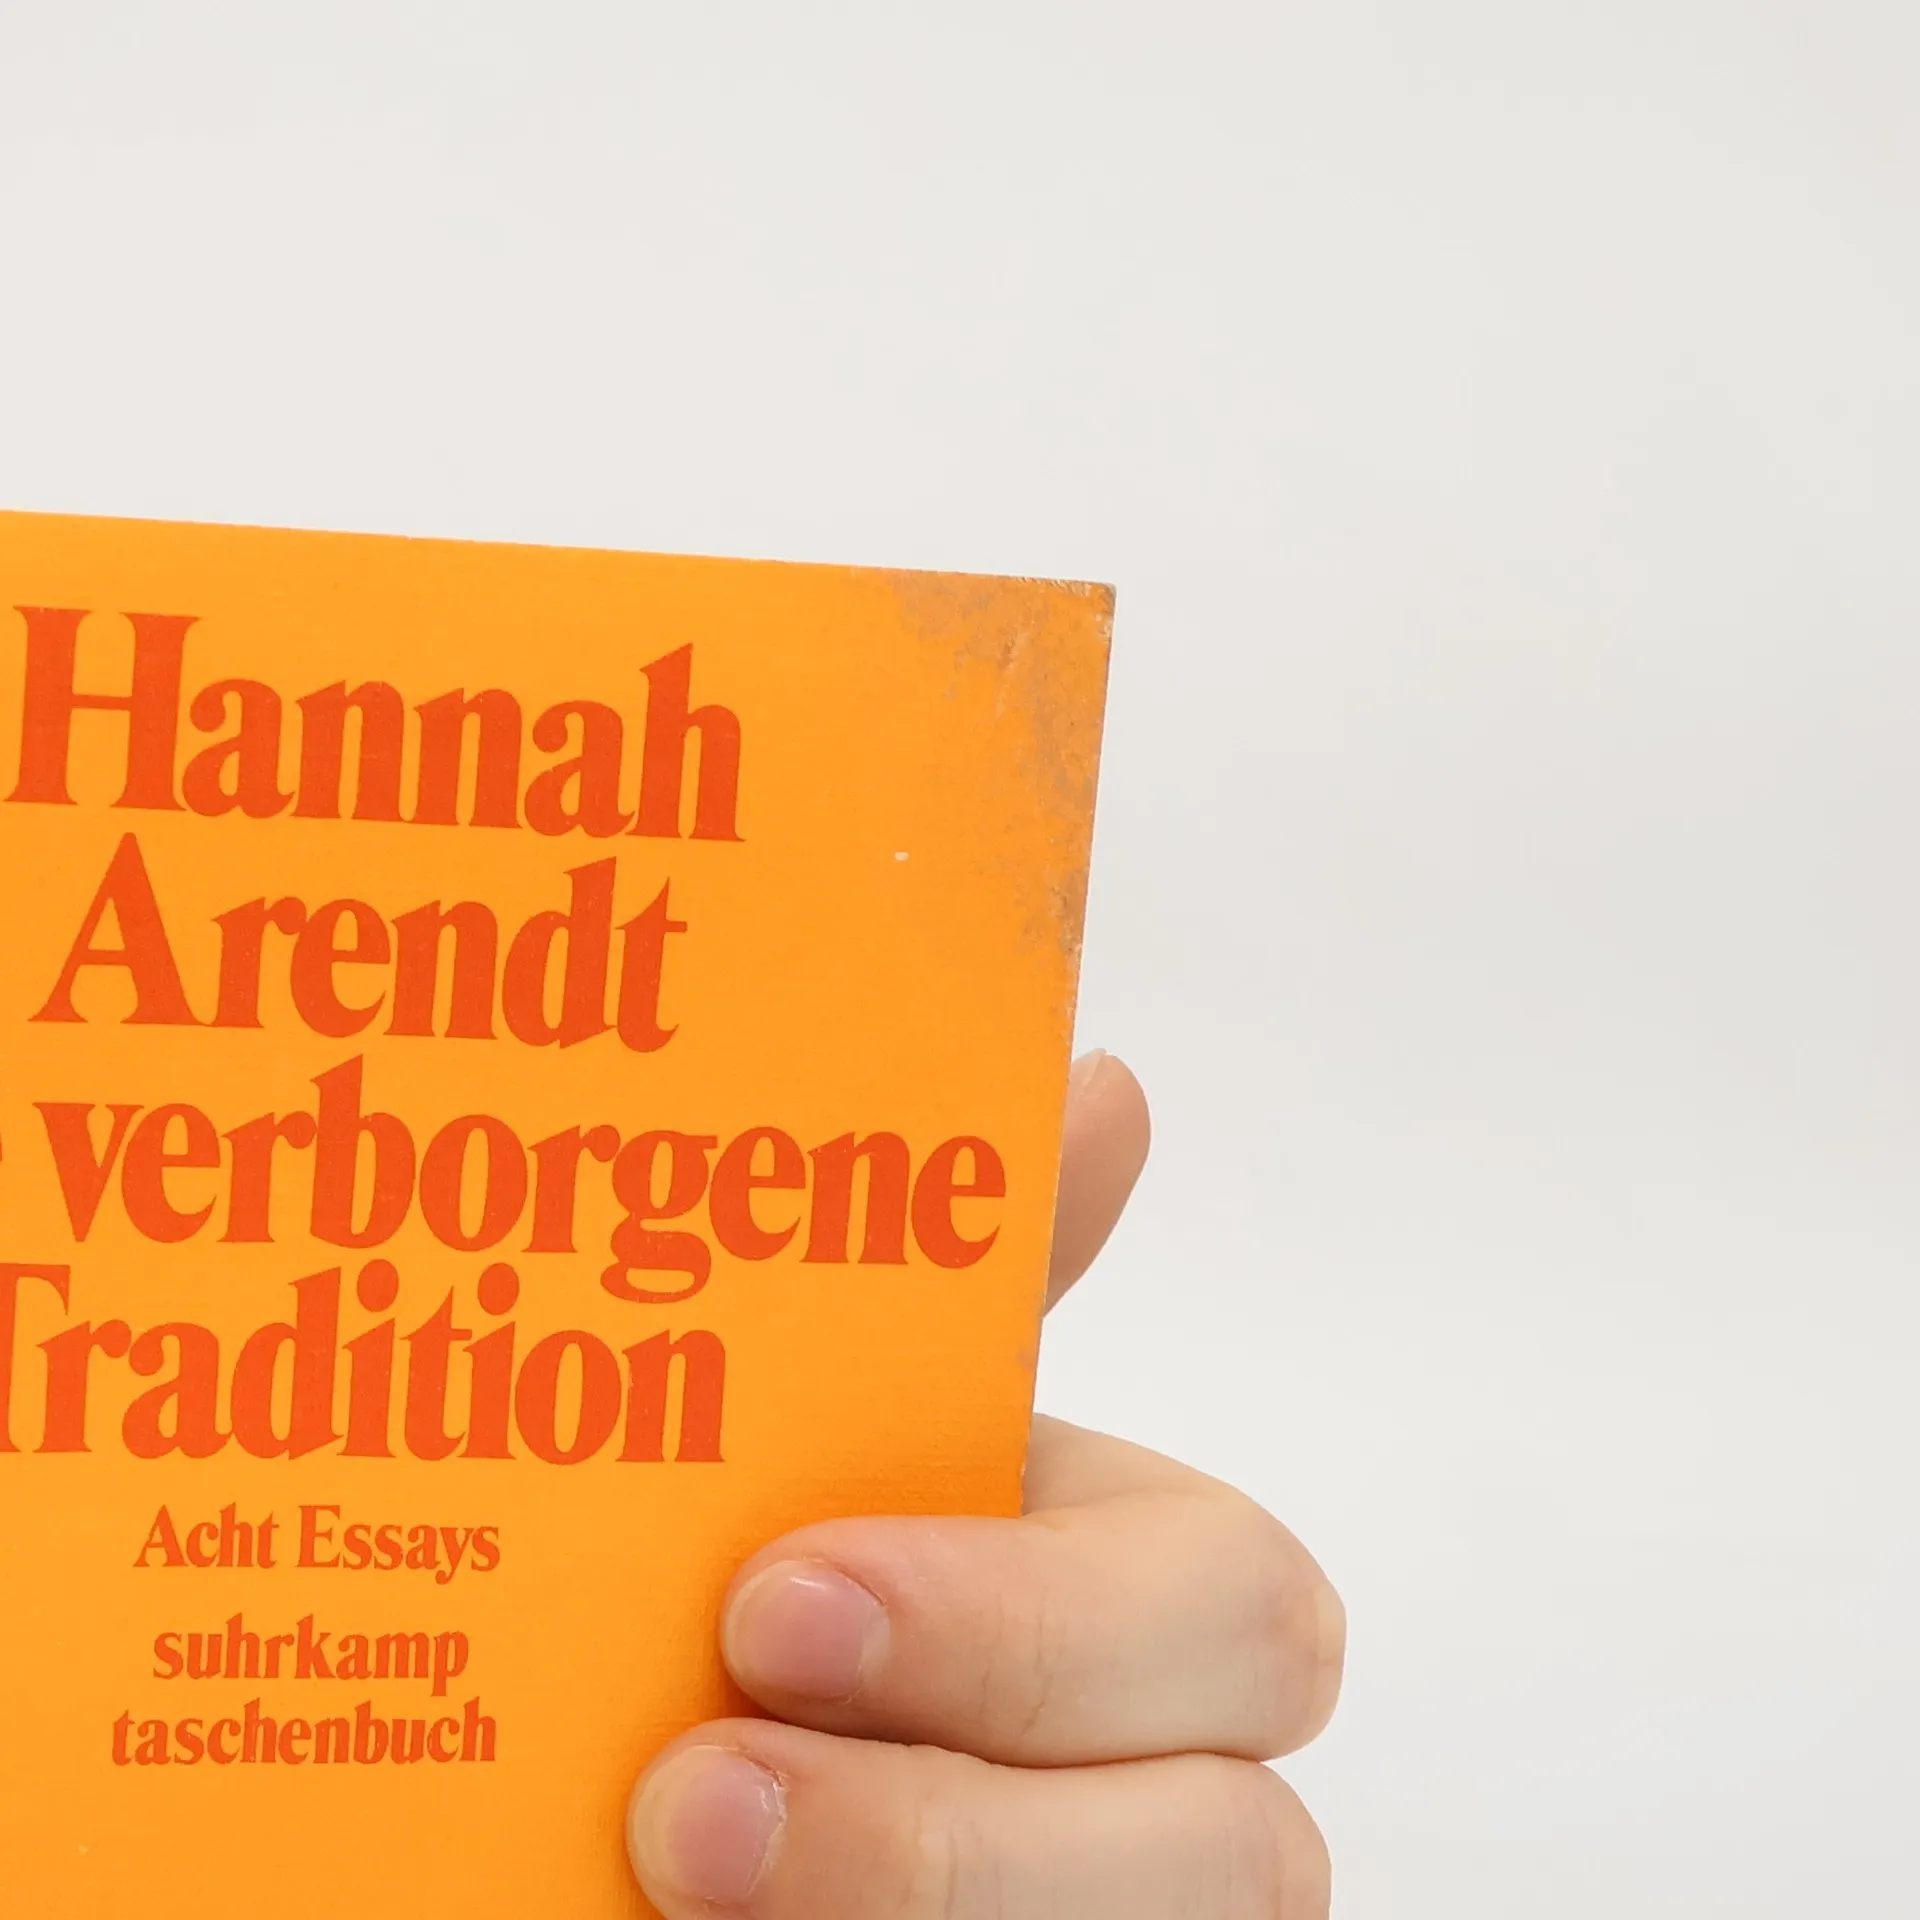 Hannah
Arendt
verborgene
Tradition
Acht Essays
suhrkamp
taschenbuch